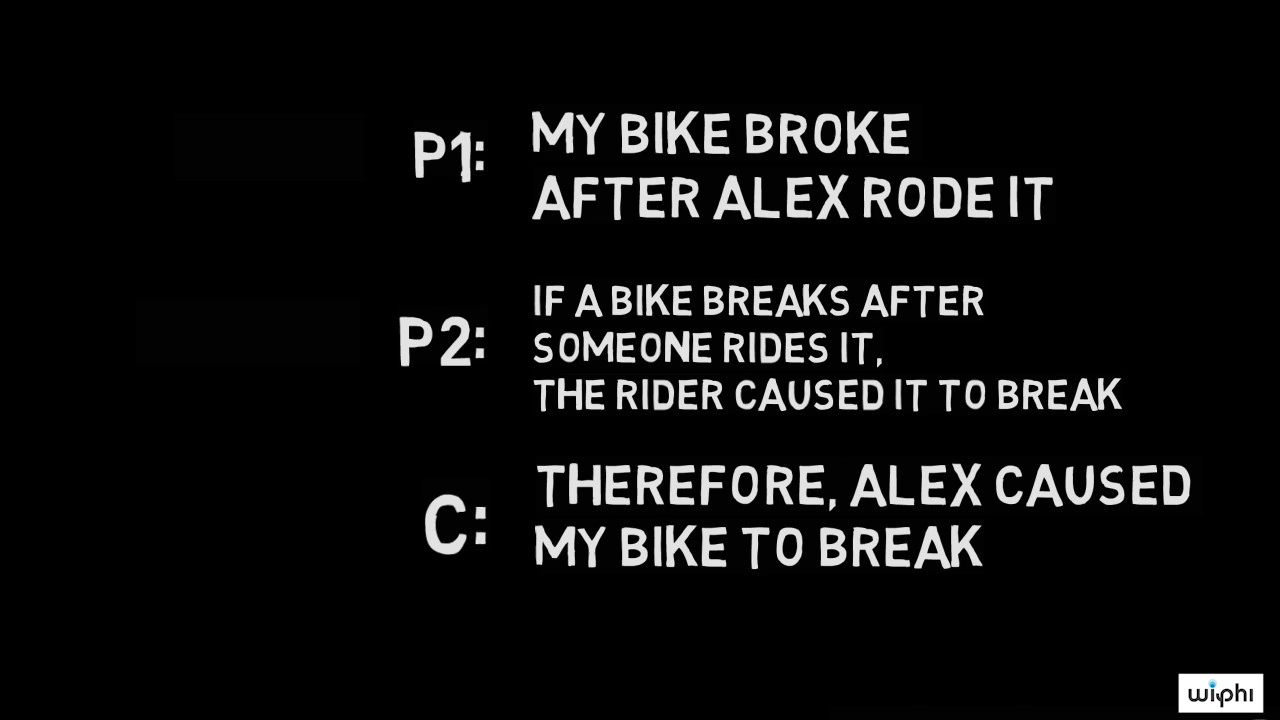 P1: MY BIKE BROKE
AFTER ALEX RODE IT
P2: IF A BIKE BREAKS AFTER
SOMEONE RIDES IT,
THE RIDER CAUSED IT TO BREAK
C: THEREFORE, ALEX CAUSED
MY BIKE TO BREAK
wiphi